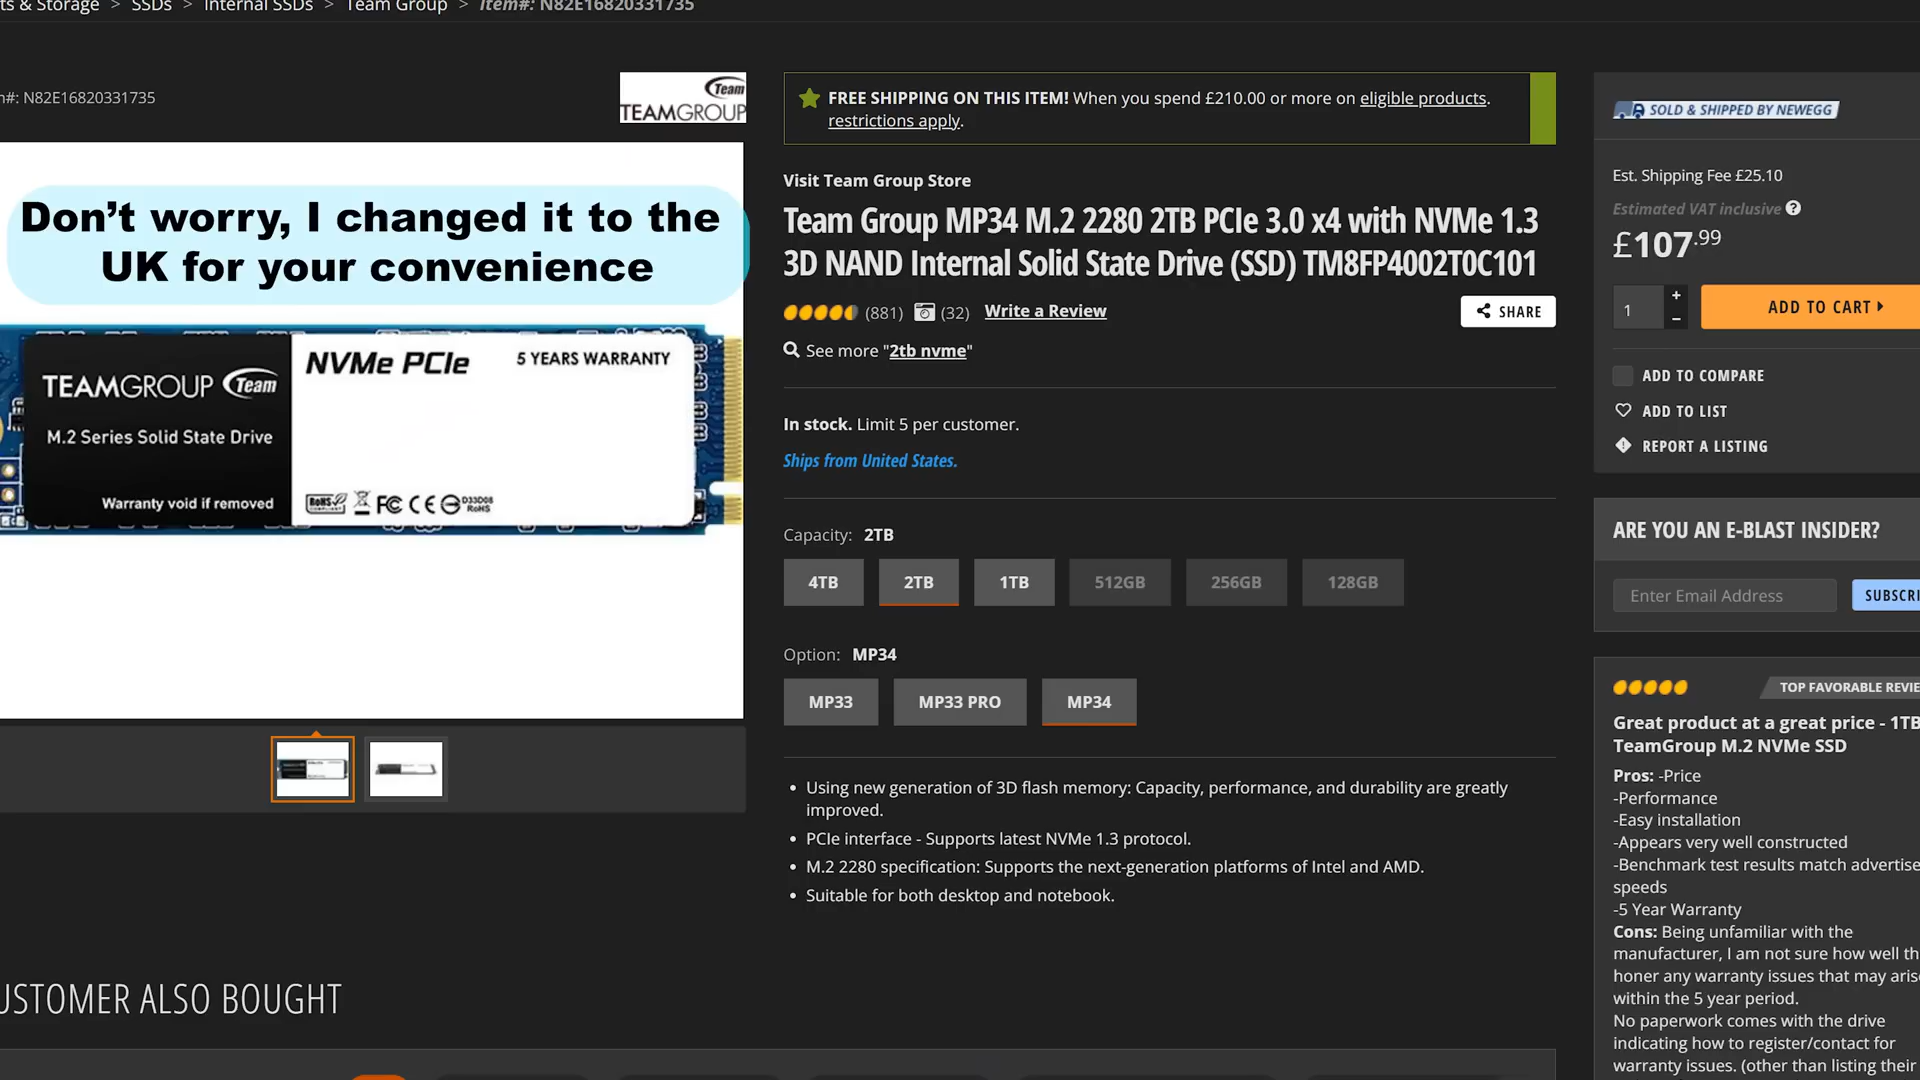 ts & Storage > SSDs > Internal SSDs > Team Group > Item#: N82E16820331735
m#: N82E16820331735
Team
TEAMGROUP
Don't worry, I changed it to the
UK for your convenience
TEAMGROUP Team
M.2 Series Solid State Drive
Warranty void if removed
NVMe PCIe
5 YEARS WARRANTY
RoHS
COMPLIANT
FC CE D33D08
RoHS
FREE SHIPPING ON THIS ITEM! When you spend £210.00 or more on eligible products.
restrictions apply.
Visit Team Group Store
Team Group MP34 M.2 2280 2TB PCIe 3.0 x4 with NVMe 1.3
3D NAND Internal Solid State Drive (SSD) TM8FP4002T0C101
(881) (32) Write a Review
SHARE
See more "2tb nvme"
In stock. Limit 5 per customer.
Ships from United States.
Capacity: 2TB
4TB 2TB 1TB 512GB 256GB 128GB
Option: MP34
MP33 MP33 PRO MP34
• Using new generation of 3D flash memory: Capacity, performance, and durability are greatly
improved.
• PCIe interface - Supports latest NVMe 1.3 protocol.
• M.2 2280 specification: Supports the next-generation platforms of Intel and AMD.
• Suitable for both desktop and notebook.
SOLD & SHIPPED BY NEWEGG
Est. Shipping Fee £25.10
Estimated VAT inclusive ?
£107.99
1 + −
ADD TO CART
ADD TO COMPARE
ADD TO LIST
REPORT A LISTING
ARE YOU AN E-BLAST INSIDER?
Enter Email Address SUBSCRI
TOP FAVORABLE REVIE
Great product at a great price - 1TB
TeamGroup M.2 NVMe SSD
Pros: -Price
-Performance
-Easy installation
-Appears very well constructed
-Benchmark test results match advertise
speeds
-5 Year Warranty
Cons: Being unfamiliar with the
manufacturer, I am not sure how well th
honer any warranty issues that may aris
within the 5 year period.
No paperwork comes with the drive
indicating how to register/contact for
warranty issues. (other than listing their
USTOMER ALSO BOUGHT